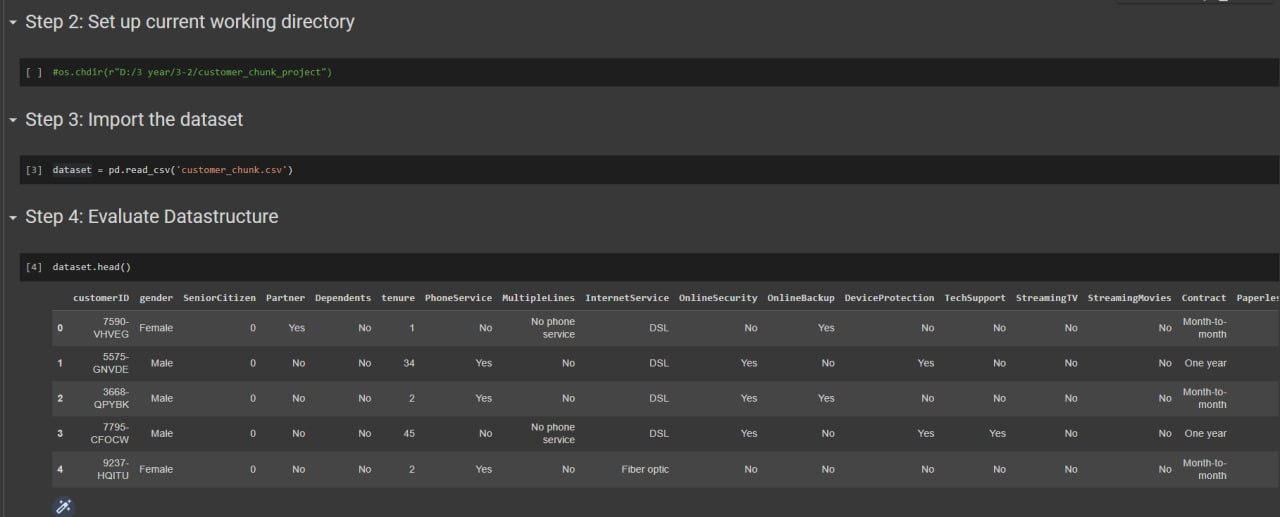 Step 2: Set up current working directory
[ ] #os.chdir(r"D:/3 year/3-2/customer_chunk_project")
Step 3: Import the dataset
[3] dataset = pd.read_csv('customer_chunk.csv')
Step 4: Evaluate Datastructure
[4] dataset.head()
customerID gender SeniorCitizen Partner Dependents tenure PhoneService MultipleLines InternetService OnlineSecurity OnlineBackup DeviceProtection TechSupport StreamingTV StreamingMovies Contract Paperles
0 7590-VHVEG Female 0 Yes No 1 No No phone service DSL No Yes No No No No Month-to-month
1 5575-GNVDE Male 0 No No 34 Yes No DSL Yes No Yes No No No One year
2 3668-QPYBK Male 0 No No 2 Yes No DSL Yes Yes No No No No Month-to-month
3 7795-CFOCW Male 0 No No 45 No No phone service DSL Yes No Yes Yes No No One year
4 9237-HQITU Female 0 No No 2 Yes No Fiber optic No No No No No No Month-to-month